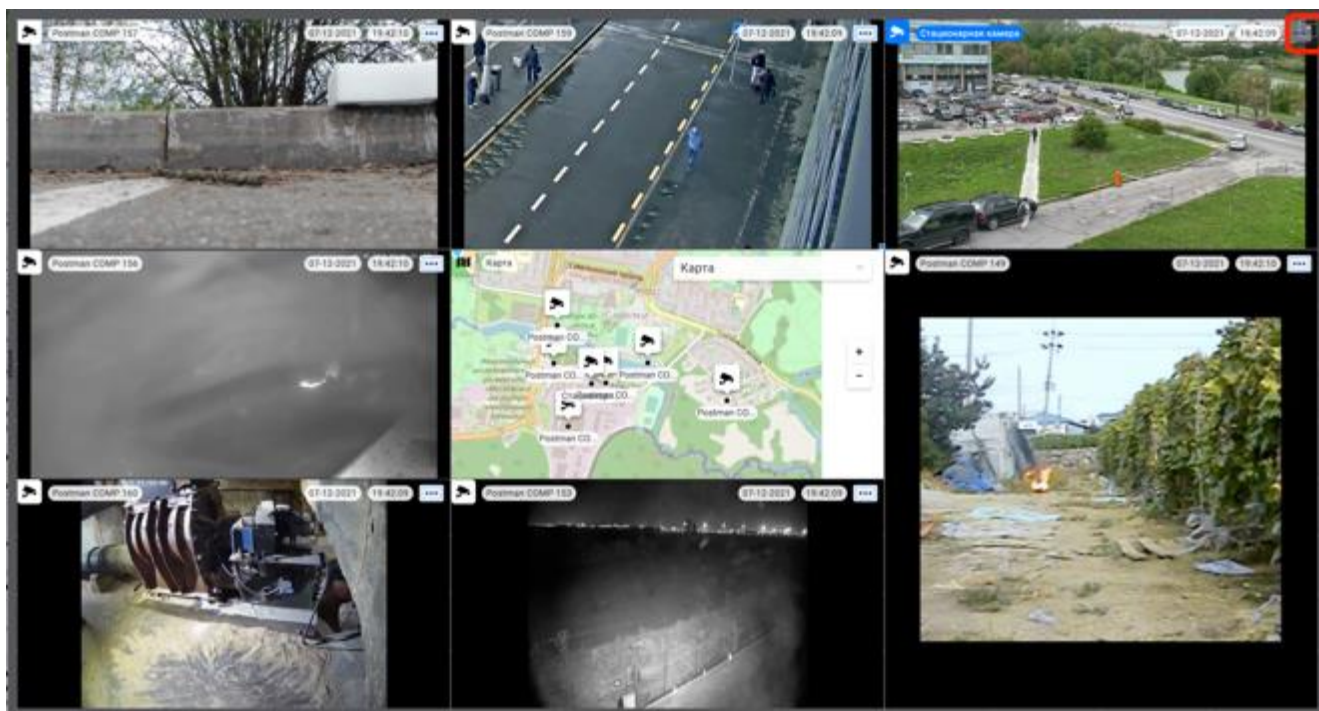 Postman COMP 157
07-12-2021
19:42:10
Postman COMP 159
07-12-2021
19:42:09
Стационарная камера
07-12-2021
19:42:09
Postman COMP 156
07-12-2021
19:42:10
Карта
Карта
Postman CO...
Postman CO...
Postman CO...
Postman CO...
Postman CO...
+
−
Postman COMP 149
07-12-2021
19:42:10
Postman COMP 160
07-12-2021
19:42:09
Postman COMP 153
07-12-2021
19:42:09